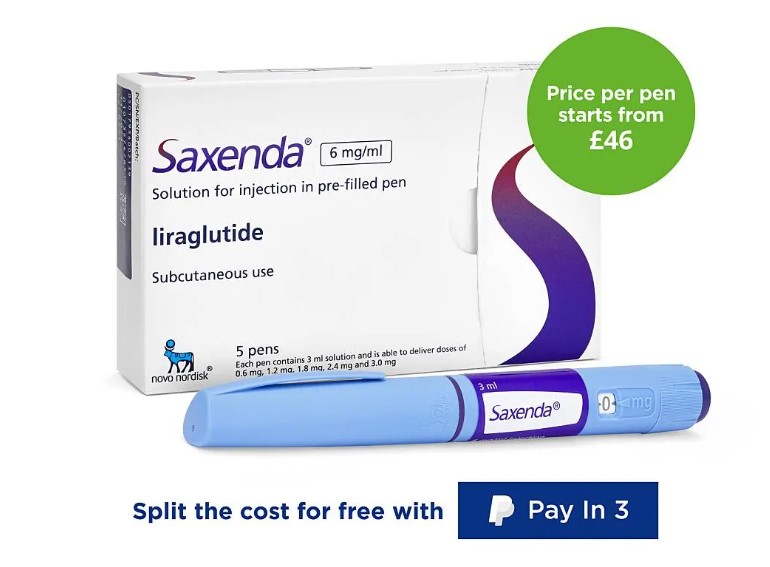 Price per pen
starts from
£46
Saxenda® 6 mg/ml
Solution for injection in pre-filled pen
liraglutide
Subcutaneous use
5 pens
Each pen contains 3 ml solution and is able to deliver doses of
0.6 mg, 1.2 mg, 1.8 mg, 2.4 mg and 3.0 mg
novo nordisk®
3 ml
Saxenda®
0 mg
Split the cost for free with
Pay In 3